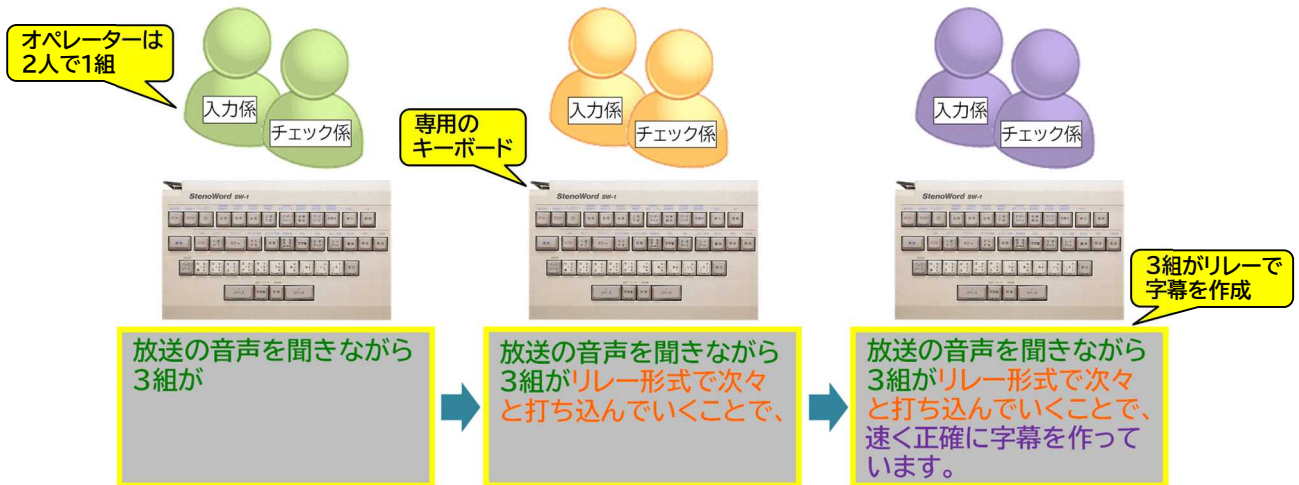 オペレーターは
2人で1組
入力係
チェック係
専用の
キーボード
入力係
チェック係
入力係
チェック係
StenoWord SW-1
StenoWord SW-1
StenoWord SW-1
3組がリレーで
字幕を作成
放送の音声を聞きながら
3組が
放送の音声を聞きながら
3組がリレー形式で次々
と打ち込んでいくことで、
放送の音声を聞きながら
3組がリレー形式で次々
と打ち込んでいくことで、
速く正確に字幕を作って
います。